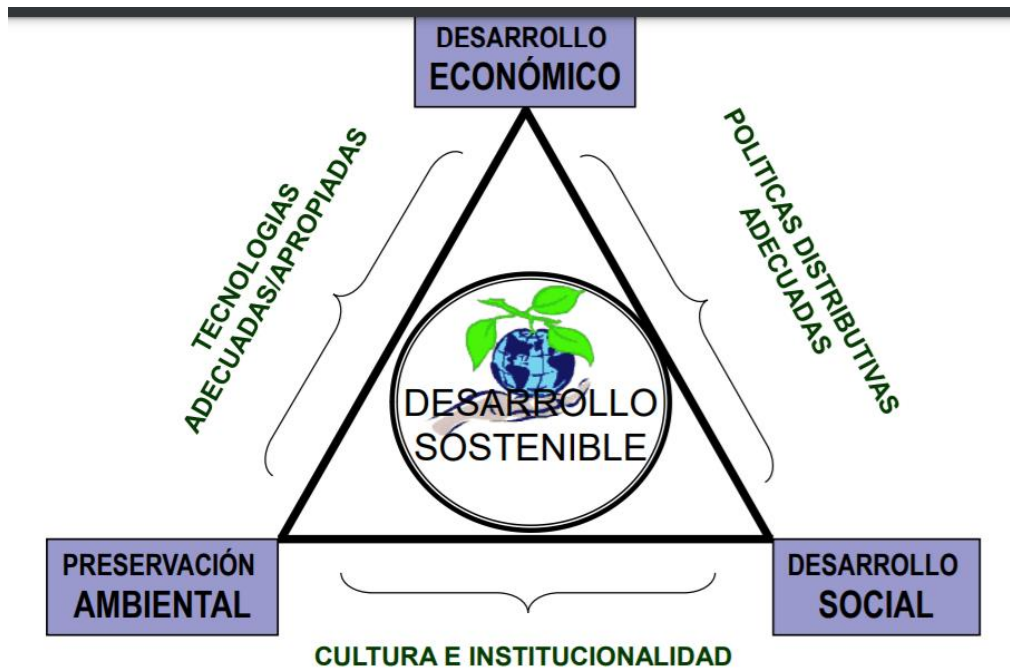 DESARROLLO
ECONÓMICO
TECNOLOGIAS
ADECUADAS/APROPIADAS
POLITICAS DISTRIBUTIVAS
ADECUADAS
DESARROLLO
SOSTENIBLE
PRESERVACIÓN
AMBIENTAL
DESARROLLO
SOCIAL
CULTURA E INSTITUCIONALIDAD